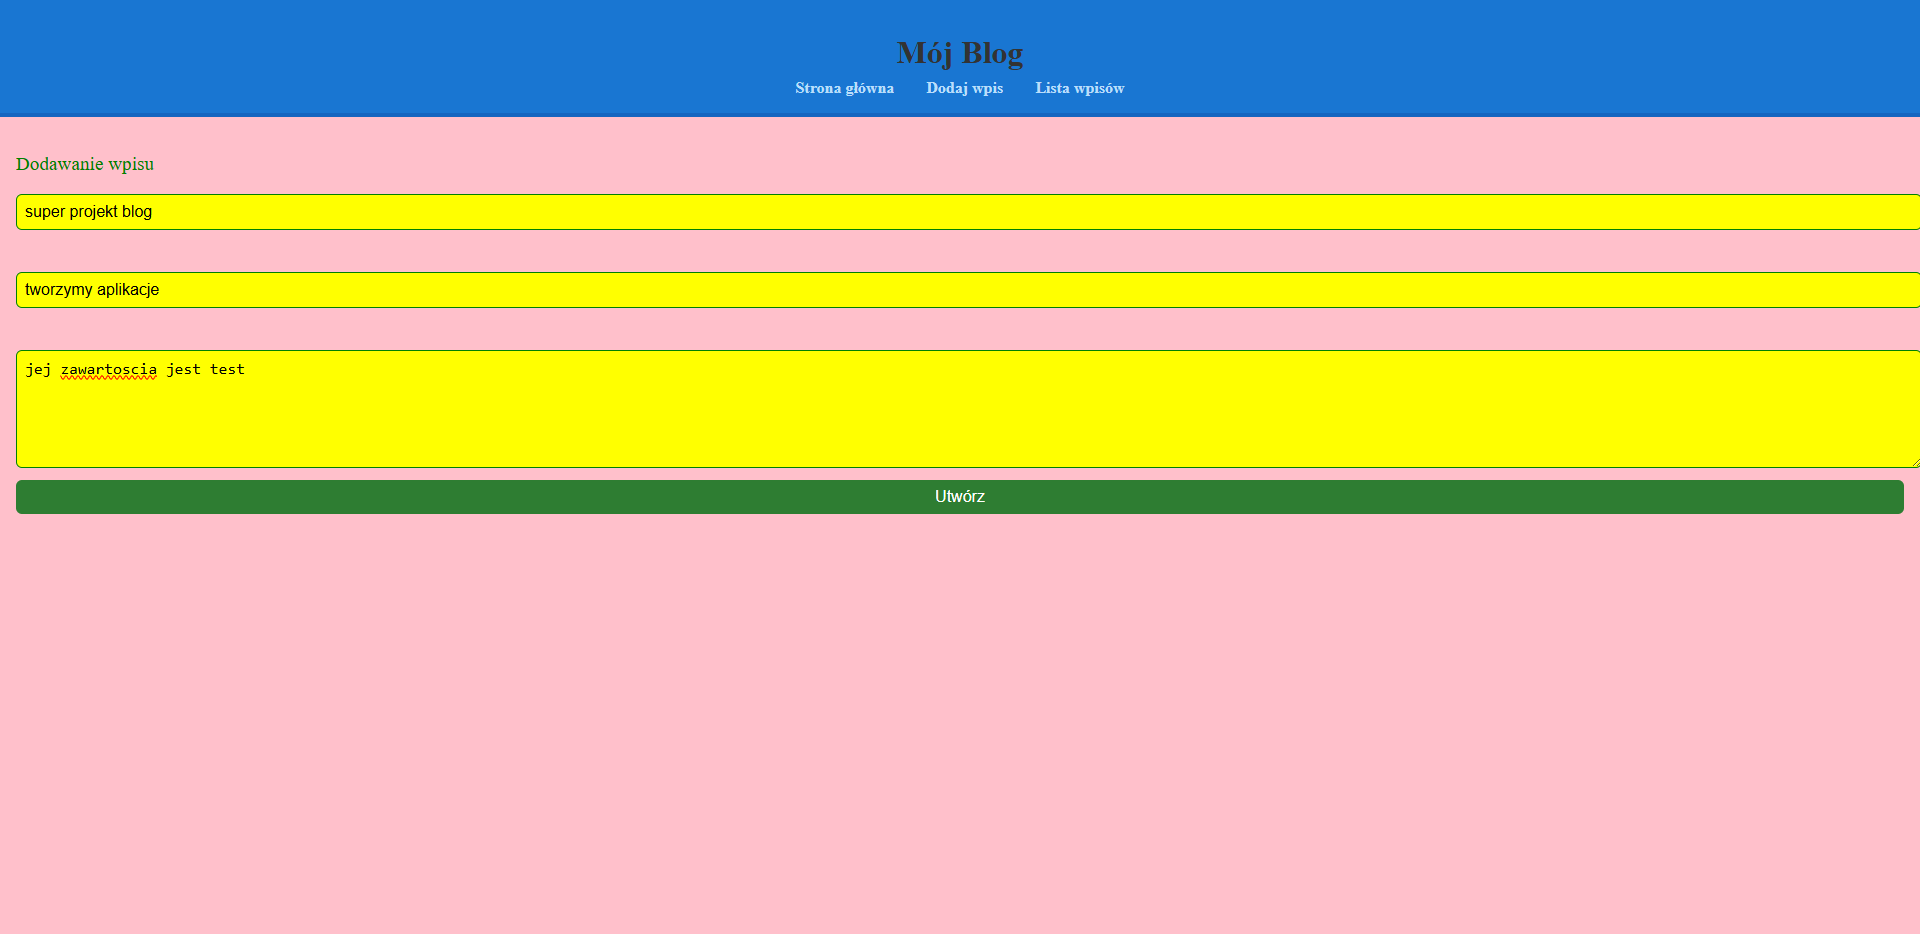 Mój Blog
Strona główna Dodaj wpis Lista wpisów
Dodawanie wpisu
super projekt blog
tworzymy aplikacje
jej zawartoscia jest test
Utwórz